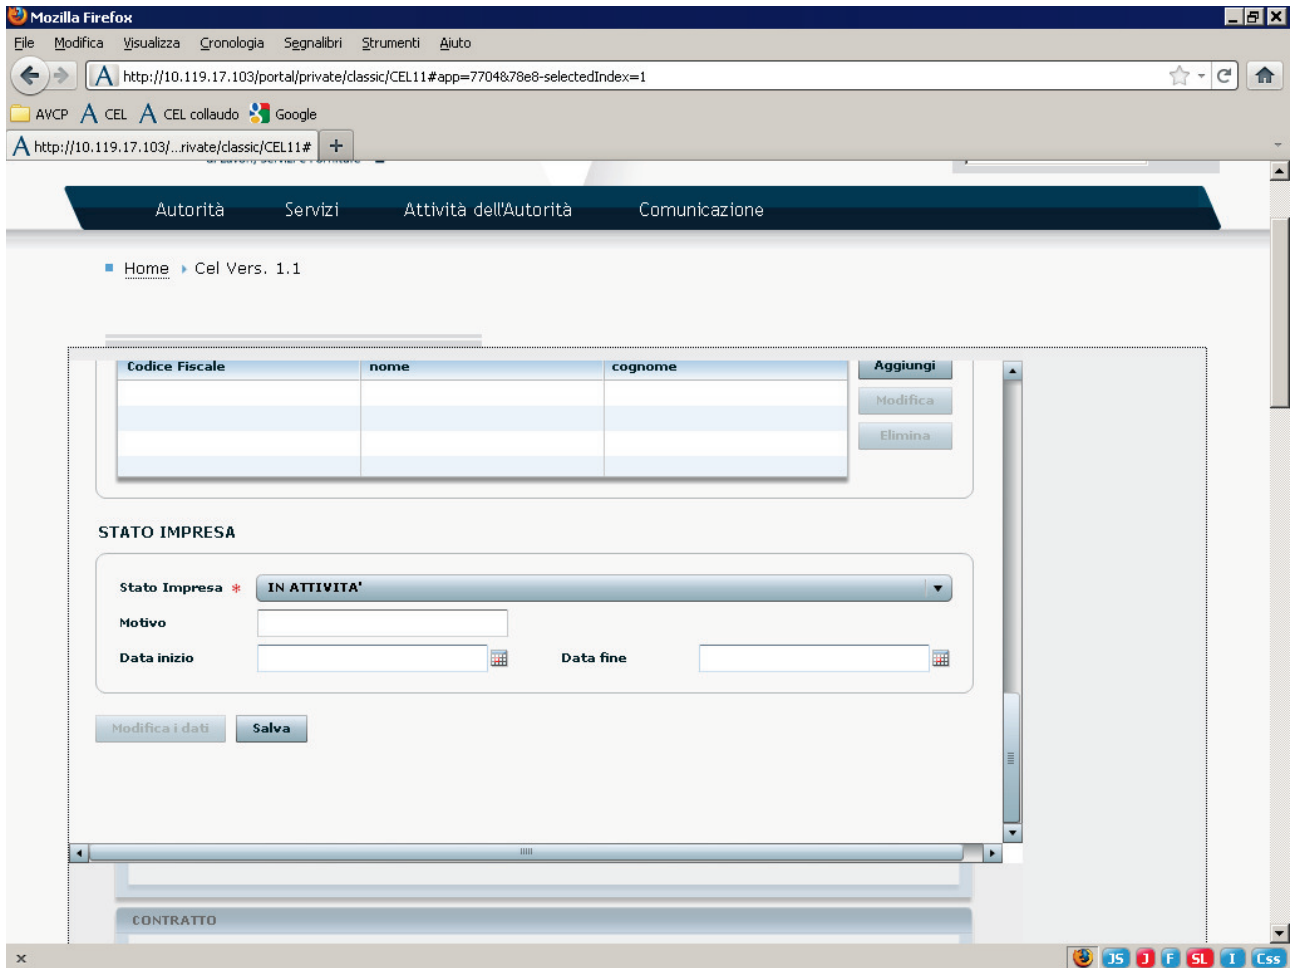 Mozilla Firefox
File Modifica Visualizza Cronologia Segnalibri Strumenti Aiuto
http://10.119.17.103/portal/private/classic/CEL11#app=7704&78e8-selectedIndex=1
AVCP CEL CEL collaudo Google
http://10.119.17.103/...rivate/classic/CEL11# +
Autorità Servizi Attività dell'Autorità Comunicazione
Home Cel Vers. 1.1
Codice Fiscale nome cognome Aggiungi
Modifica
Elimina
STATO IMPRESA
Stato Impresa * IN ATTIVITA'
Motivo
Data inizio Data fine
Modifica i dati Salva
CONTRATTO
x JS J F SL I Css